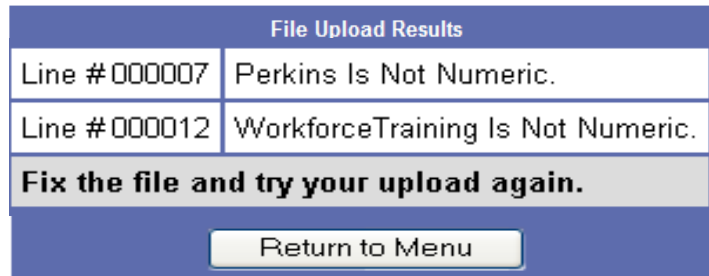 File Upload Results
Line #000007 Perkins Is Not Numeric.
Line #000012 WorkforceTraining Is Not Numeric.
Fix the file and try your upload again.
Return to Menu